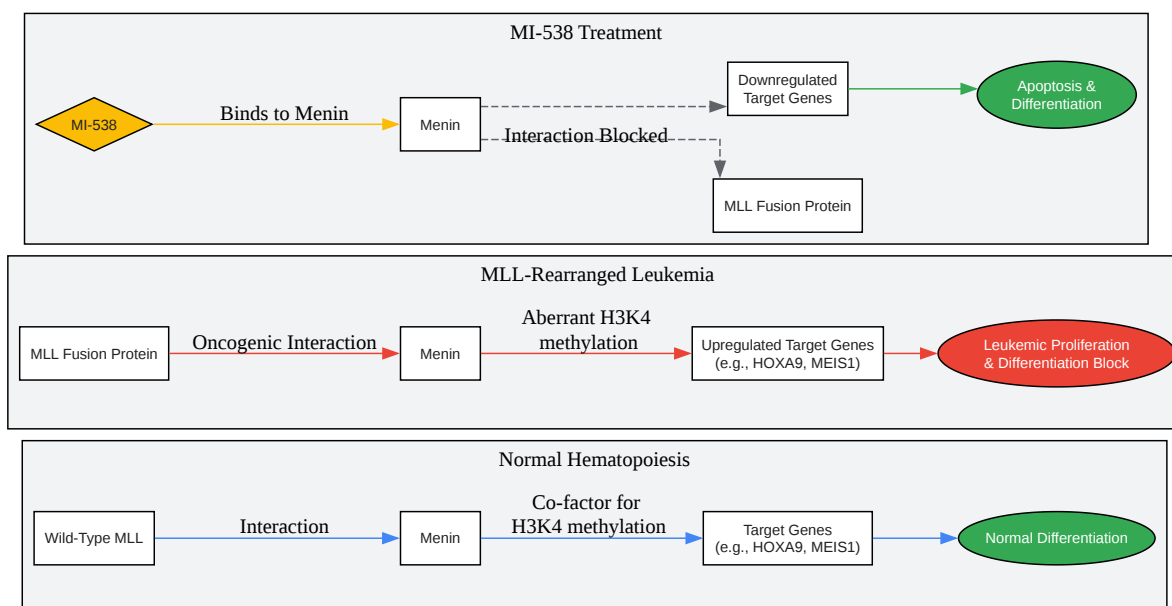 MI-538 Treatment
MI-538
Binds to Menin
Menin
Interaction Blocked
Downregulated
Target Genes
MLL Fusion Protein
Apoptosis &
Differentiation
MLL-Rearranged Leukemia
MLL Fusion Protein
Oncogenic Interaction
Menin
Aberrant H3K4
methylation
Upregulated Target Genes
(e.g., HOXA9, MEIS1)
Leukemic Proliferation
& Differentiation Block
Normal Hematopoiesis
Wild-Type MLL
Interaction
Menin
Co-factor for
H3K4 methylation
Target Genes
(e.g., HOXA9, MEIS1)
Normal Differentiation